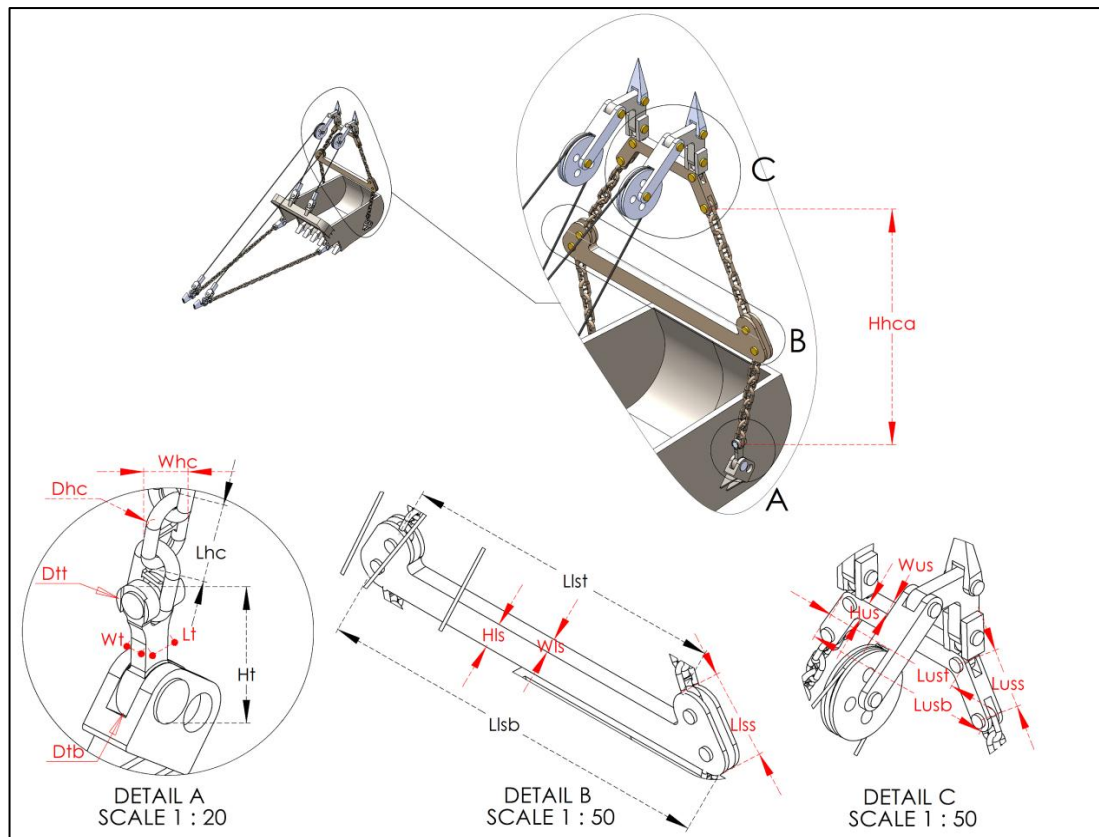 C
B
A
Hhca
Whc
Dhc
Lhc
Dtt
Wt
Lt
Ht
Dtb
DETAIL A
SCALE 1 : 20
Llst
Hls
Wls
Llsb
Llss
DETAIL B
SCALE 1 : 50
Wus
Hus
Lust
Lusb
Luss
DETAIL C
SCALE 1 : 50